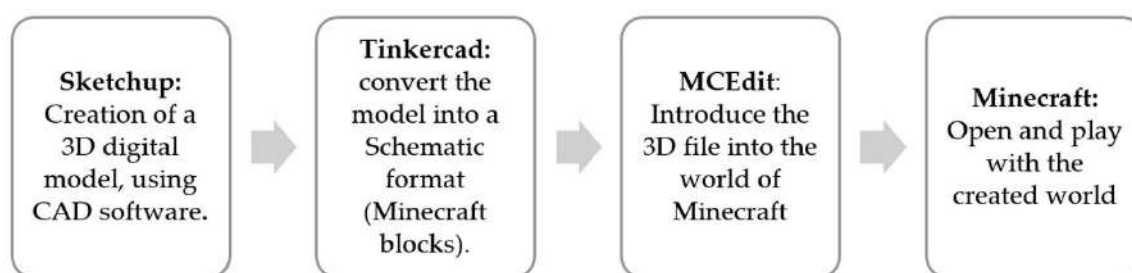 Sketchup:
Creation of a
3D digital
model, using
CAD software.
Tinkercad:
convert the
model into a
Schematic
format
(Minecraft
blocks).
MCEdit:
Introduce the
3D file into the
world of
Minecraft
Minecraft:
Open and play
with the
created world